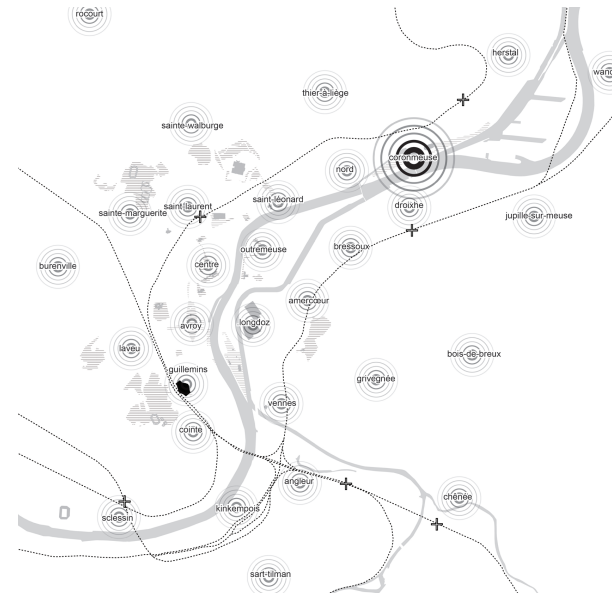 rocourt
herstal
wand
thier-à-liège
sainte-walburge
coronmeuse
nord
saint-laurent
saint-léonard
droixhe
sainte-marguerite
jupille-sur-meuse
outremeuse
bressoux
burenville
centre
amercœur
avroy
longdoz
laveu
bois-de-breux
guillemins
grivegnée
vennes
cointe
angleur
chênée
kinkempois
sclessin
sart-tilman